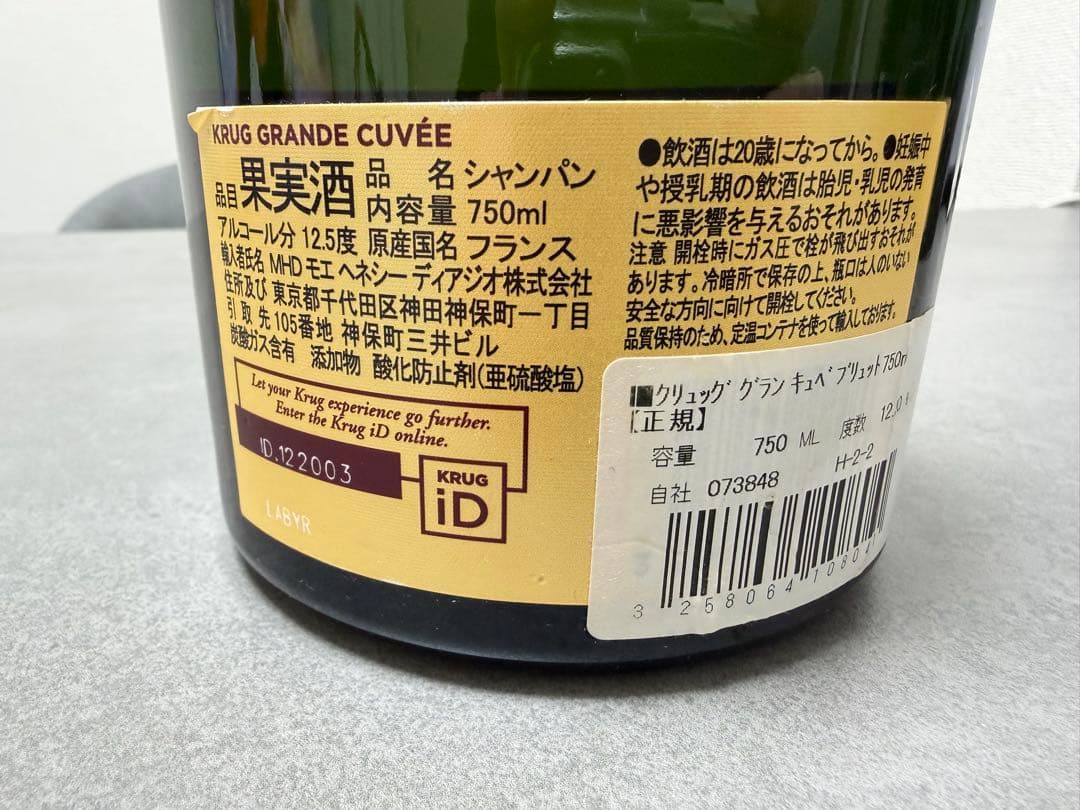 KRUG GRANDE CUVÉE
品目 果実酒 品名 シャンパン
内容量 750ml
アルコール分 12.5度 原産国名 フランス
輸入者氏名 MHD モエ ヘネシー ディアジオ株式会社
住所及び 東京都千代田区神田神保町一丁目
引取先 105番地 神保町三井ビル
炭酸ガス含有 添加物 酸化防止剤(亜硫酸塩)
Let your Krug experience go further.
Enter the Krug iD online.
ID.122003
KRUG
iD
LABYR
●飲酒は20歳になってから。●妊娠中
や授乳期の飲酒は胎児・乳児の発育
に悪影響を与えるおそれがあります。
注意 開栓時にガス圧で栓が飛び出すおそれが
あります。冷暗所で保存の上、瓶口は人のいない
安全な方向に向けて開栓してください。
品質保持のため、定温コンテナを使って輸入しております。
■クリュッグ グラン キュベ ブリュット 750m
【正規】
容量 750 ML 度数 12.0
H-2-2
自社 073848
3 258064 10804